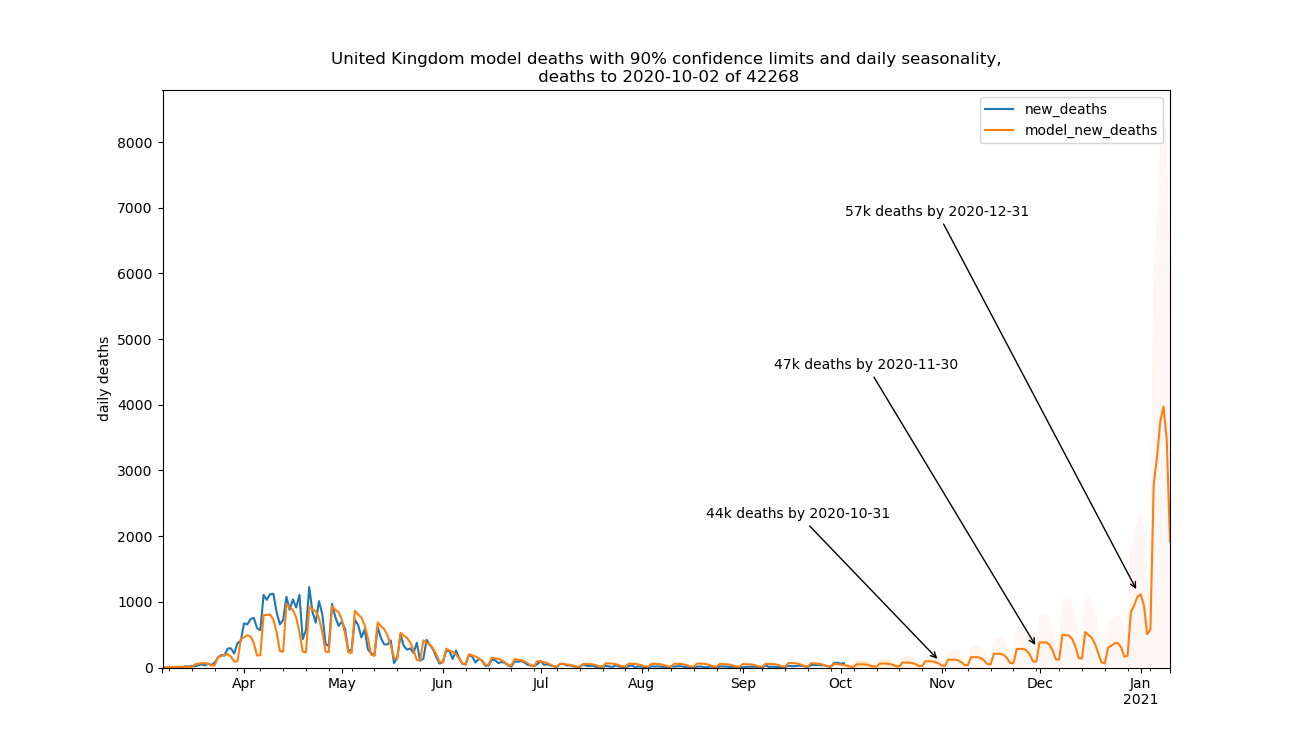 United Kingdom model deaths with 90% confidence limits and daily seasonality,
deaths to 2020-10-02 of 42268
new_deaths
model_new_deaths
8000
7000
6000
5000
4000
3000
2000
1000
0
daily deaths
57k deaths by 2020-12-31
47k deaths by 2020-11-30
44k deaths by 2020-10-31
Apr May Jun Jul Aug Sep Oct Nov Dec Jan
2021